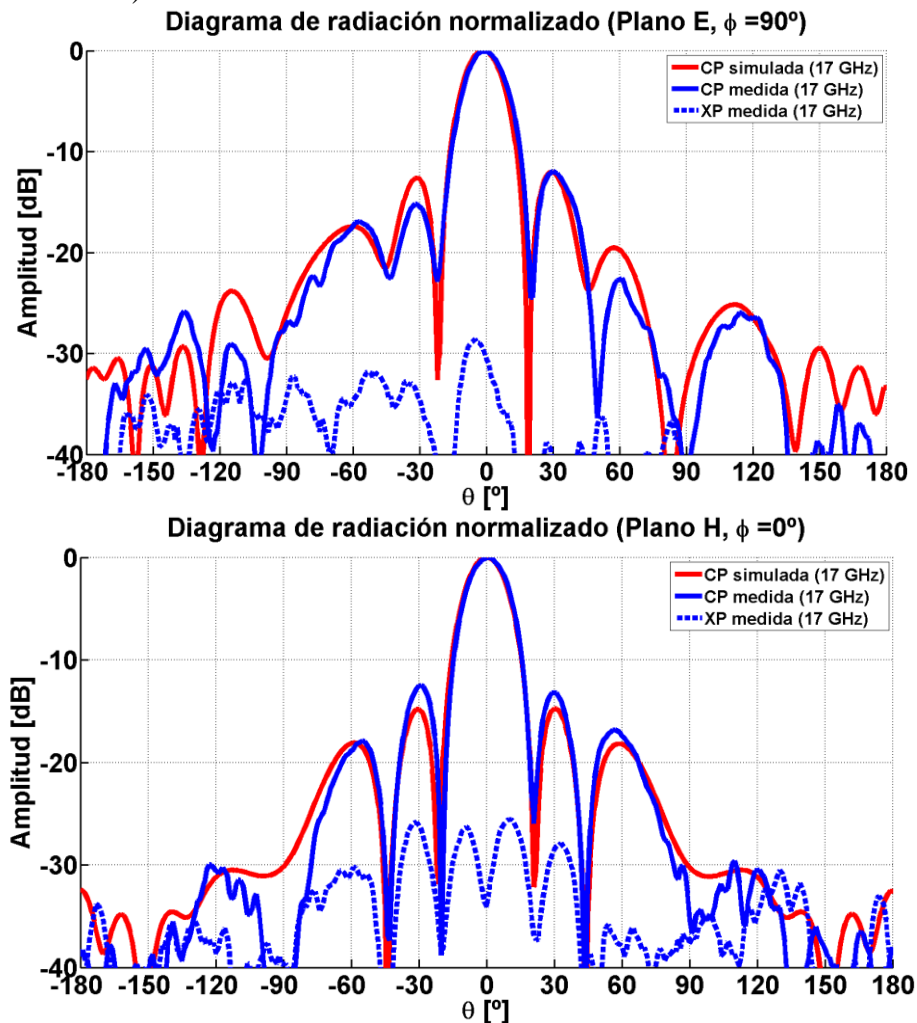 )
Diagrama de radiación normalizado (Plano E, ϕ =90º)
0
-10
-20
-30
-40
Amplitud [dB]
CP simulada (17 GHz)
CP medida (17 GHz)
XP medida (17 GHz)
-180 -150 -120 -90 -60 -30 0 30 60 90 120 150 180
θ [º]
Diagrama de radiación normalizado (Plano H, ϕ =0º)
0
-10
-20
-30
-40
Amplitud [dB]
CP simulada (17 GHz)
CP medida (17 GHz)
XP medida (17 GHz)
-180 -150 -120 -90 -60 -30 0 30 60 90 120 150 180
θ [º]